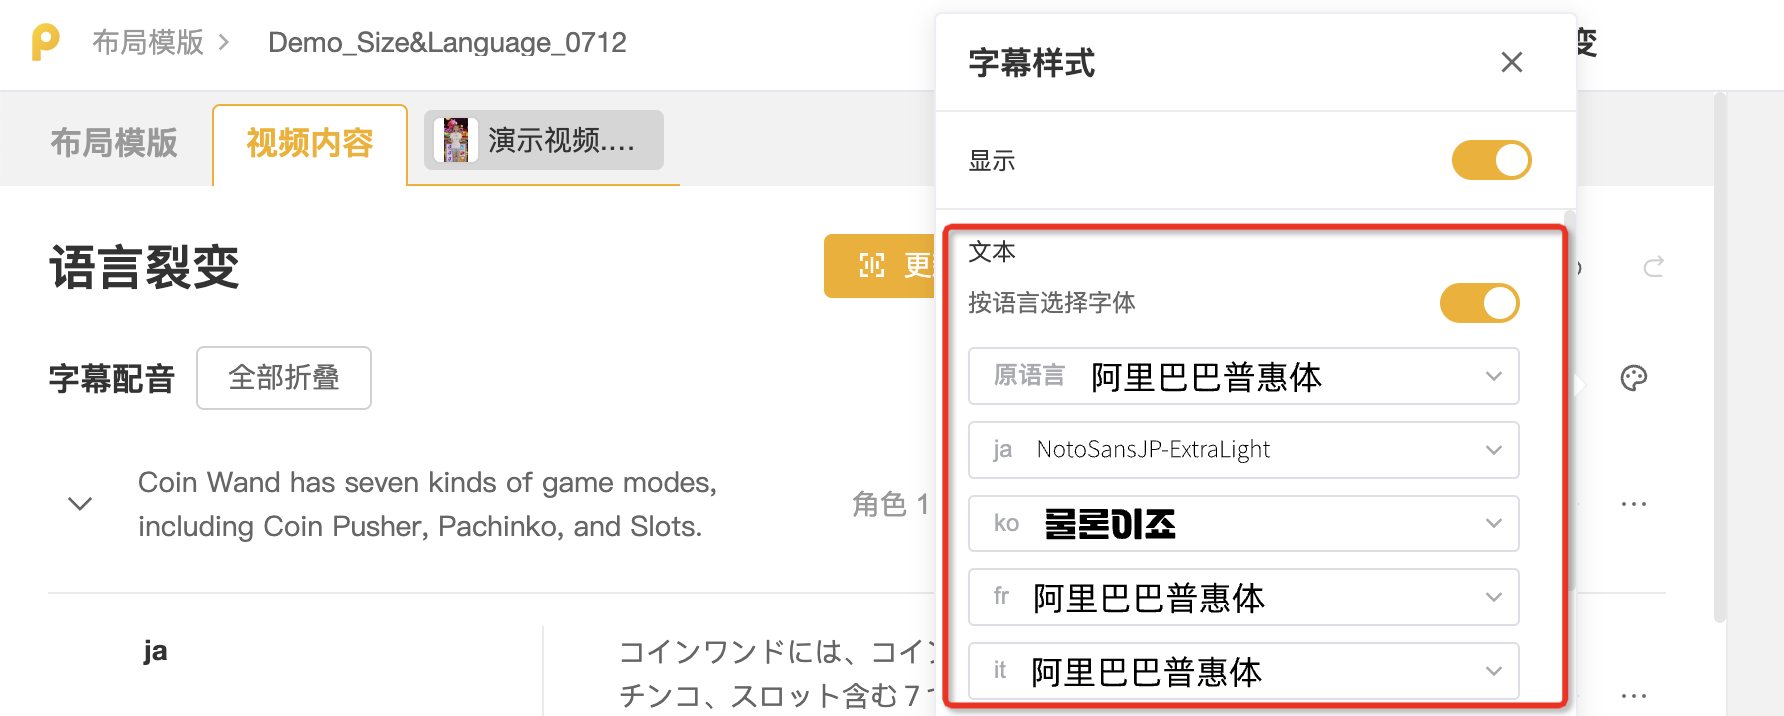 布局模版
Demo_Size&Language_0712
变
布局模版
视频内容
演示视频....
语言裂变
更
字幕配音
全部折叠
Coin Wand has seven kinds of game modes,
including Coin Pusher, Pachinko, and Slots.
角色 1
ja
コインワンドには、コイン
チンコ、スロット含む７つ
字幕样式
显示
文本
按语言选择字体
原语言 阿里巴巴普惠体
ja NotoSansJP-ExtraLight
ko 물론이죠
fr 阿里巴巴普惠体
it 阿里巴巴普惠体